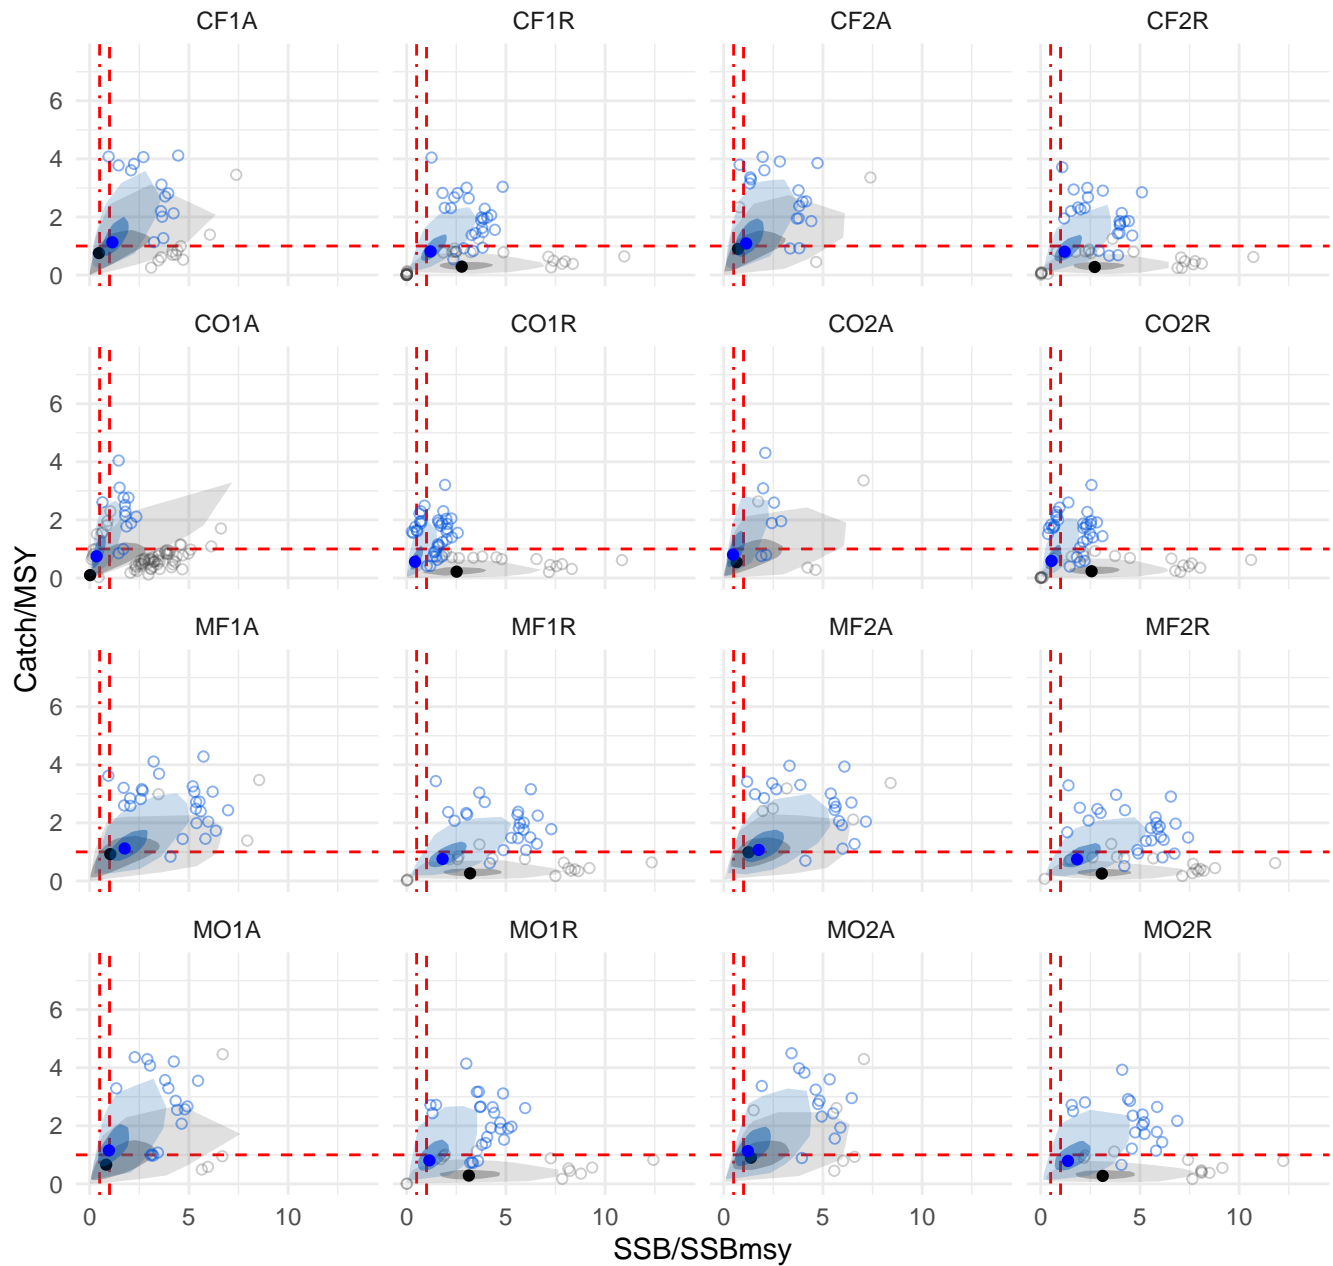 CF1A CF1R CF2A CF2R
6
4
2
0
CO1A CO1R CO2A CO2R
6
4
2
0
MF1A MF1R MF2A MF2R
6
4
2
0
MO1A MO1R MO2A MO2R
6
4
2
0
0 5 10 0 5 10 0 5 10 0 5 10
SSB/SSBmsy
Catch/MSY